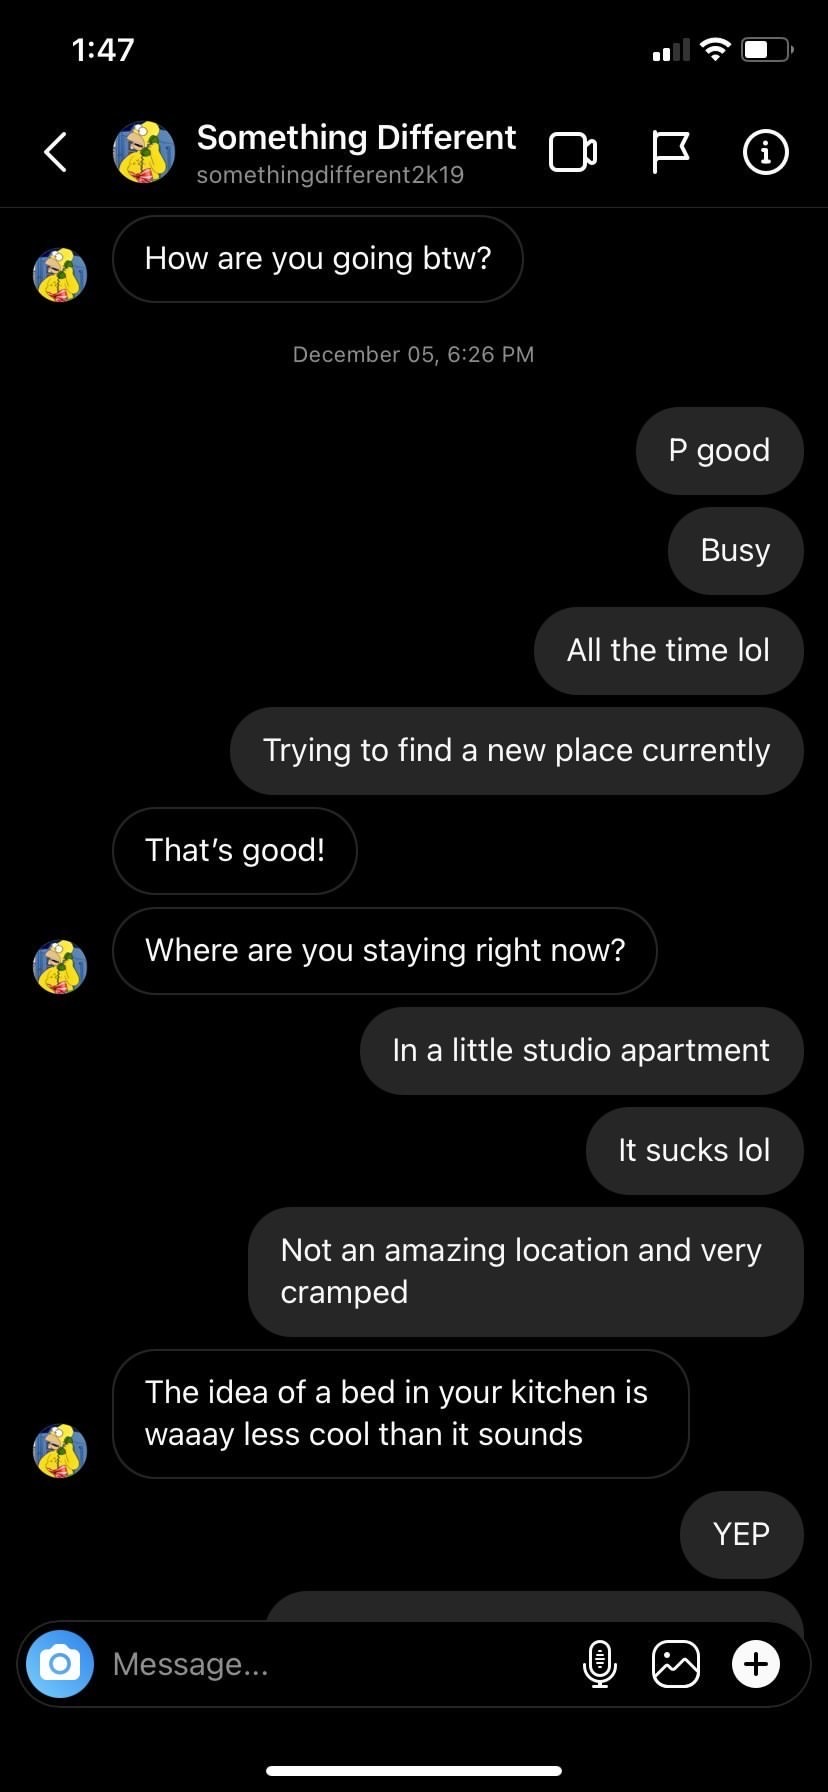 1:47
Something Different
somethingdifferent2k19
How are you going btw?
December 05, 6:26 PM
P good
Busy
All the time lol
Trying to find a new place currently
That's good!
Where are you staying right now?
In a little studio apartment
It sucks lol
Not an amazing location and very
cramped
The idea of a bed in your kitchen is
waaay less cool than it sounds
YEP
Message...